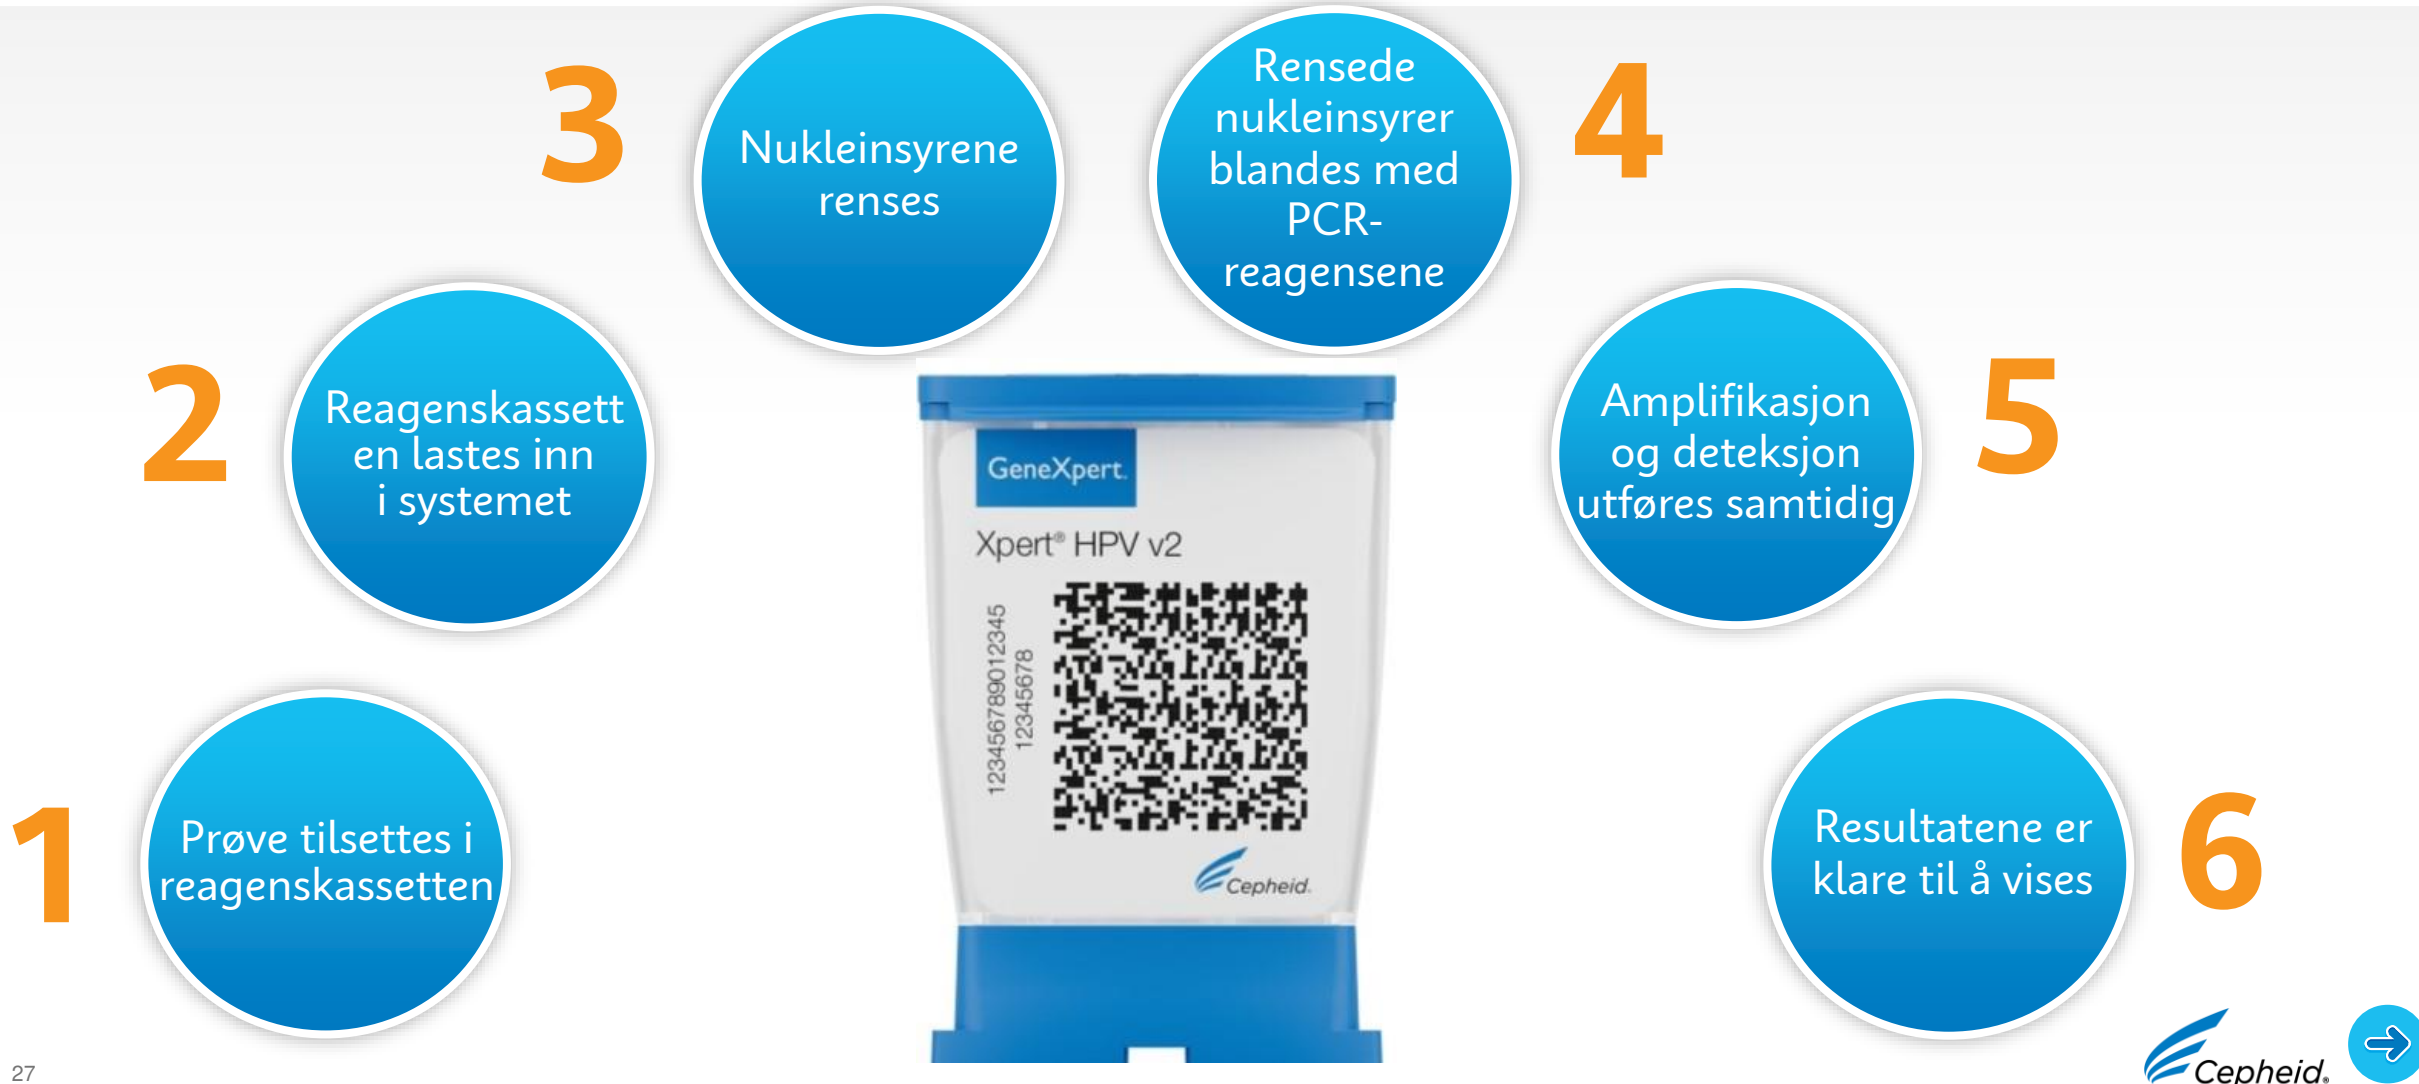 1
Prøve tilsettes i
reagenskassetten
2
Reagenskassett
en lastes inn
i systemet
3
Nukleinsyrene
renses
4
Rensede
nukleinsyrer
blandes med
PCR-
reagensene
5
Amplifikasjon
og deteksjon
utføres samtidig
6
Resultatene er
klare til å vises
GeneXpert.
Xpert® HPV v2
123456789012345
12345678
Cepheid.
27
Cepheid®